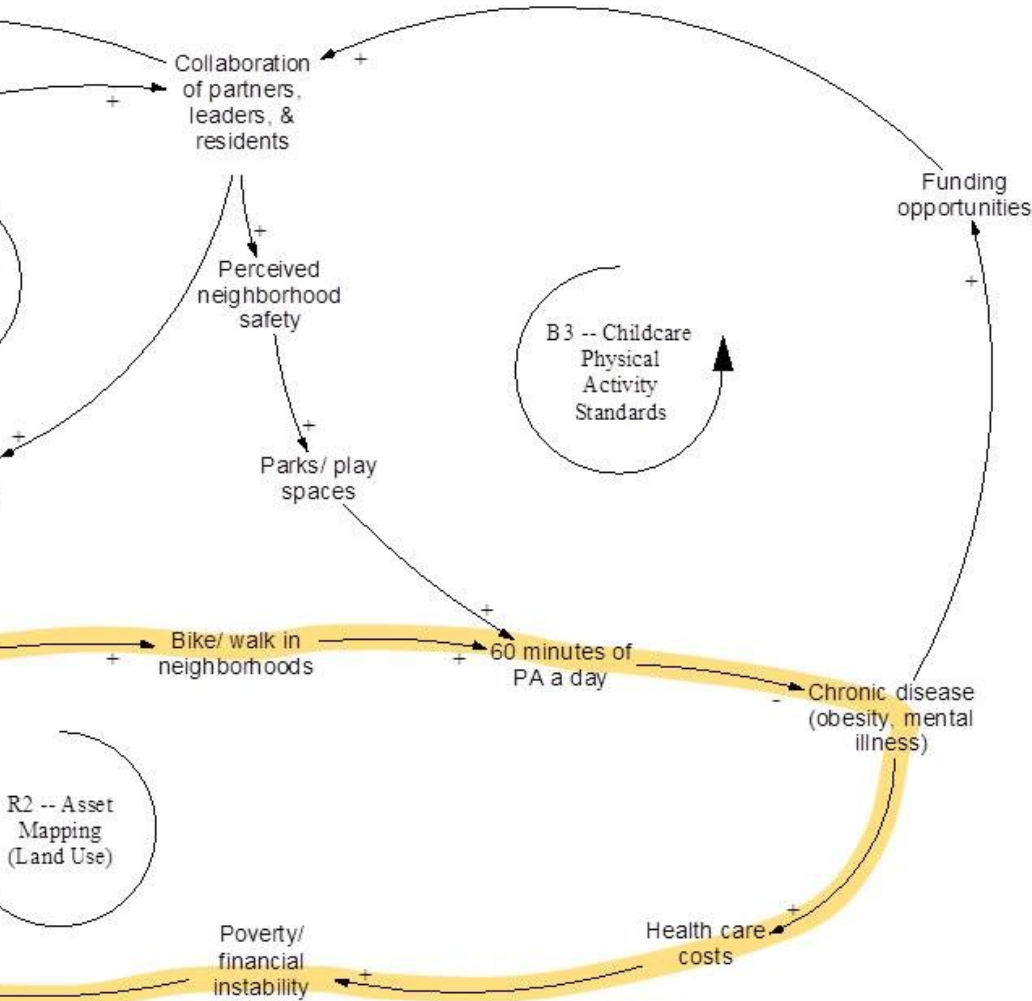 Collaboration
of partners,
leaders, &
residents
+
+
Funding
opportunities
+
+
Perceived
neighborhood
safety
B3 -- Childcare
Physical
Activity
Standards
+
+
Parks/ play
spaces
+
Bike/ walk in
neighborhoods
+
+
60 minutes of
PA a day
-
Chronic disease
(obesity, mental
illness)
R2 -- Asset
Mapping
(Land Use)
+
Health care
costs
Poverty/
financial
instability
+